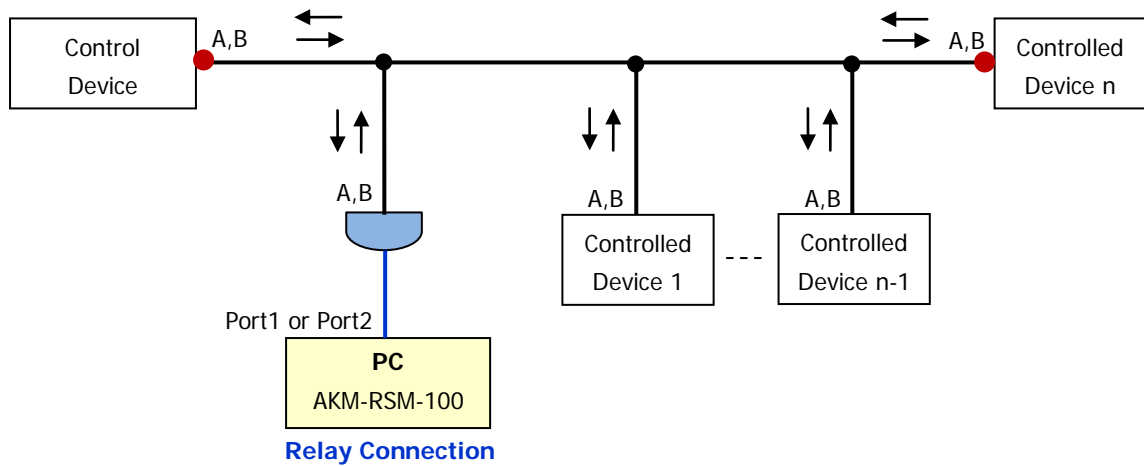 Control
Device
A,B
A,B
Controlled
Device n
A,B
A,B
A,B
Controlled
Device 1
- - -
Controlled
Device n-1
Port1 or Port2
PC
AKM-RSM-100
Relay Connection